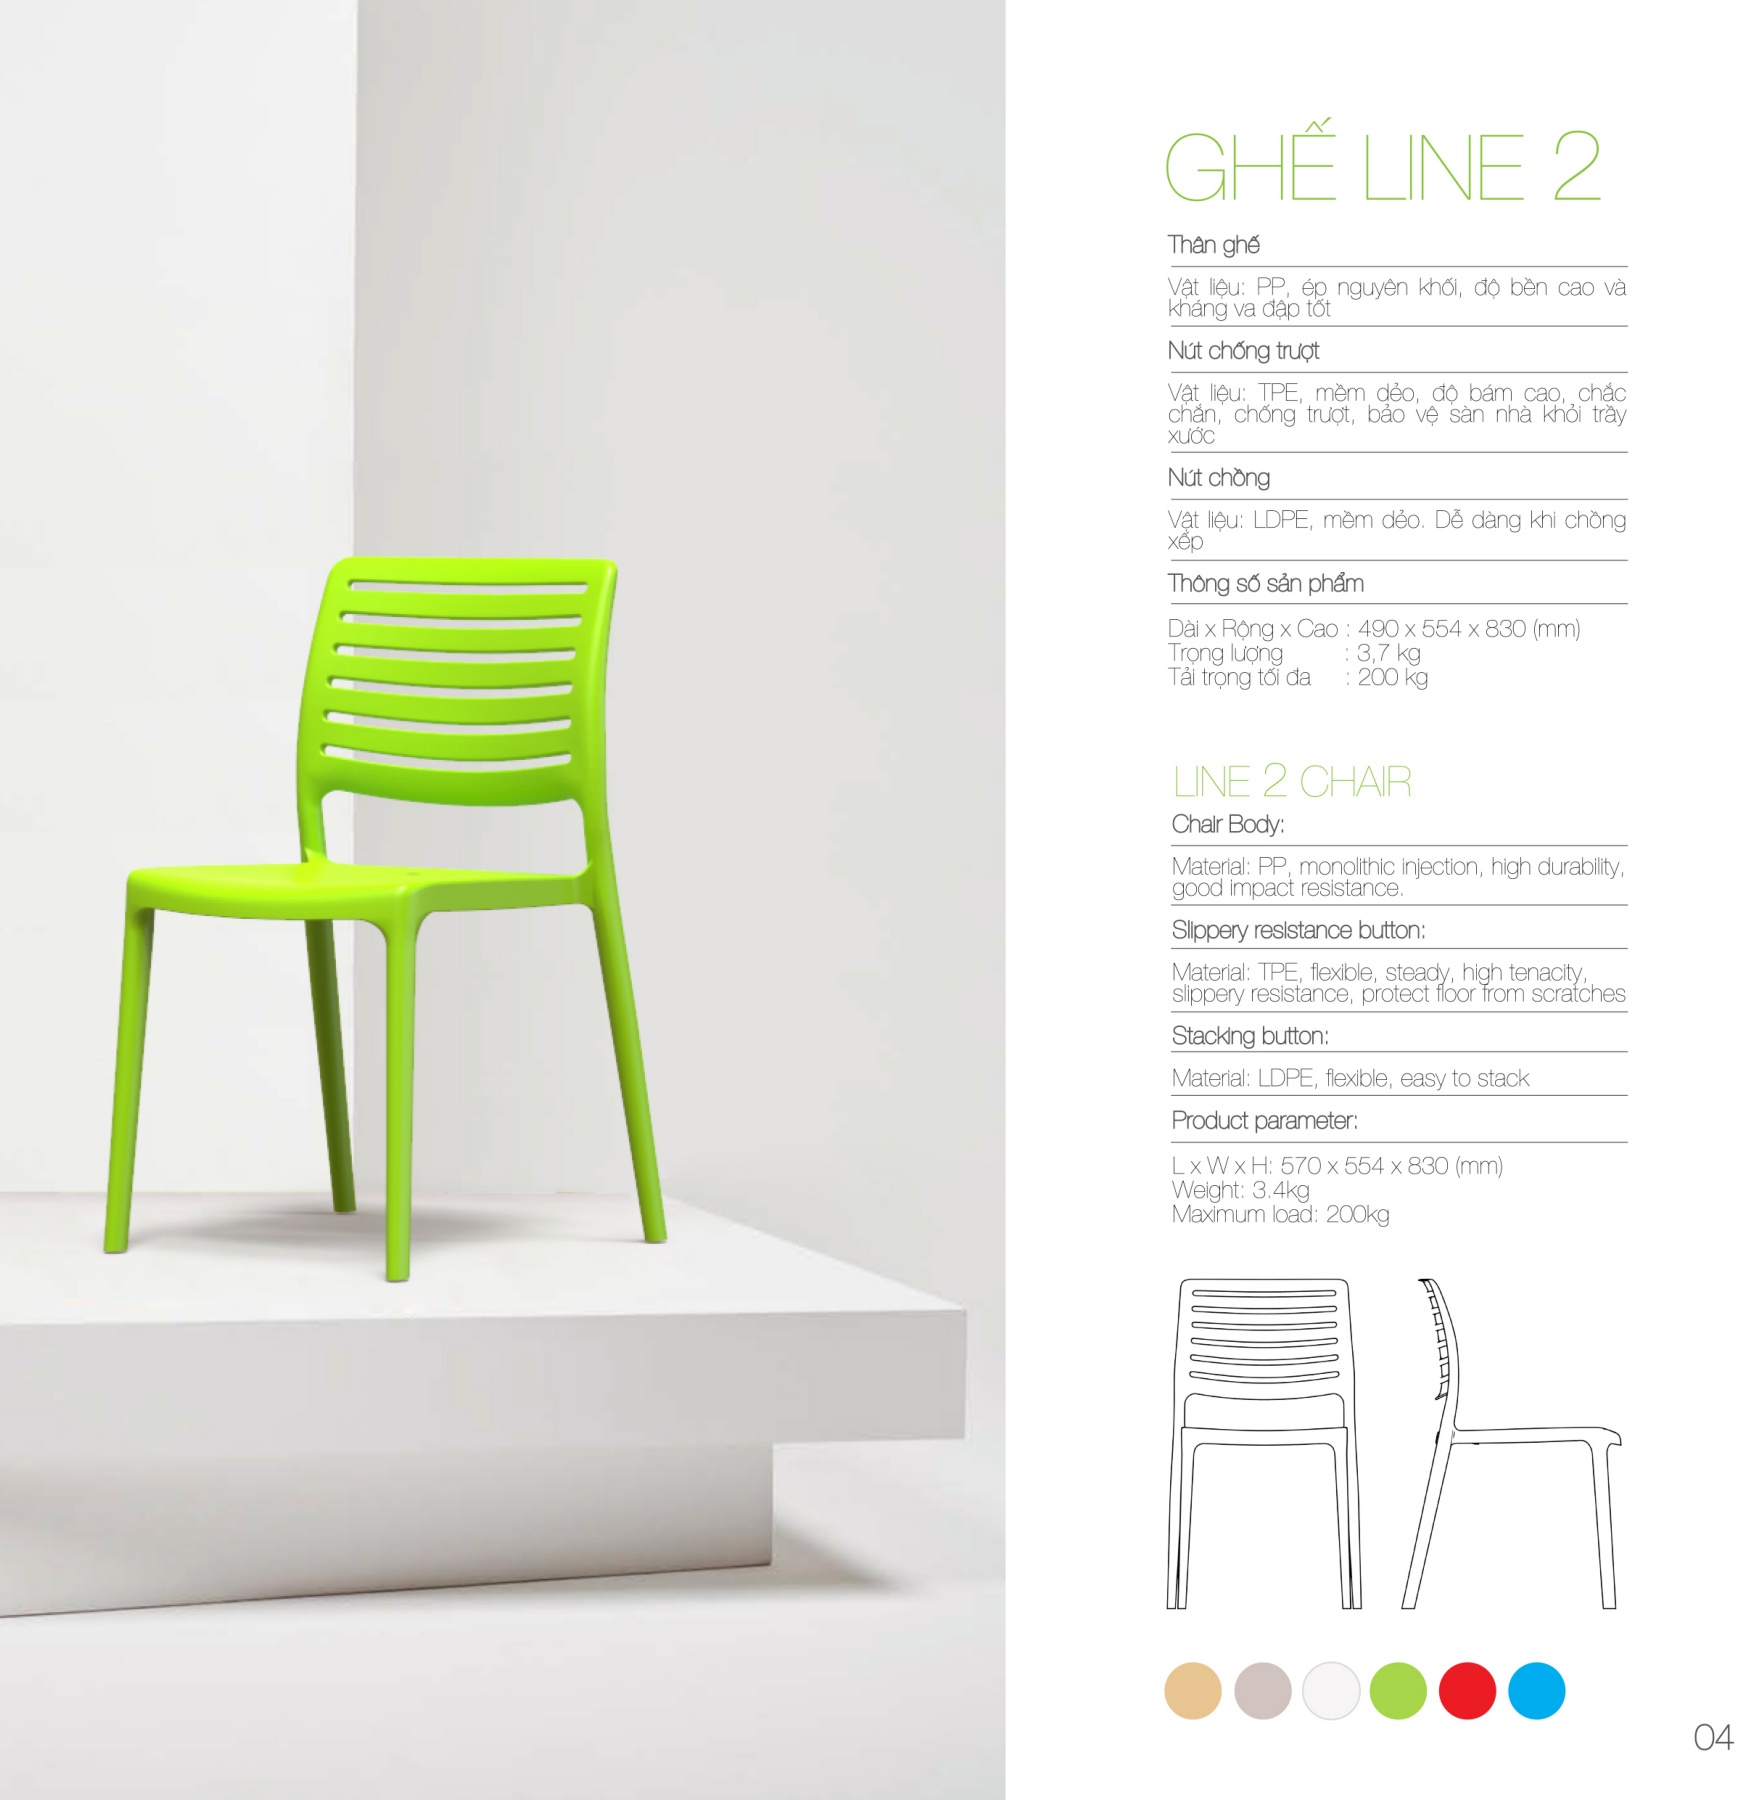 GHẾ LINE 2
Thân ghế
Vật liệu: PP, ép nguyên khối, độ bền cao và
kháng va đập tốt
Nút chống trượt
Vật liệu: TPE, mềm dẻo, độ bám cao, chắc
chắn, chống trượt, bảo vệ sàn nhà khỏi trầy
xước
Nút chồng
Vật liệu: LDPE, mềm dẻo. Dễ dàng khi chồng
xếp
Thông số sản phẩm
Dài x Rộng x Cao : 490 x 554 x 830 (mm)
Trọng lượng : 3,7 kg
Tải trọng tối đa : 200 kg
LINE 2 CHAIR
Chair Body:
Material: PP, monolithic injection, high durability,
good impact resistance.
Slippery resistance button:
Material: TPE, flexible, steady, high tenacity,
slippery resistance, protect floor from scratches
Stacking button:
Material: LDPE, flexible, easy to stack
Product parameter:
L x W x H: 570 x 554 x 830 (mm)
Weight: 3.4kg
Maximum load: 200kg
04